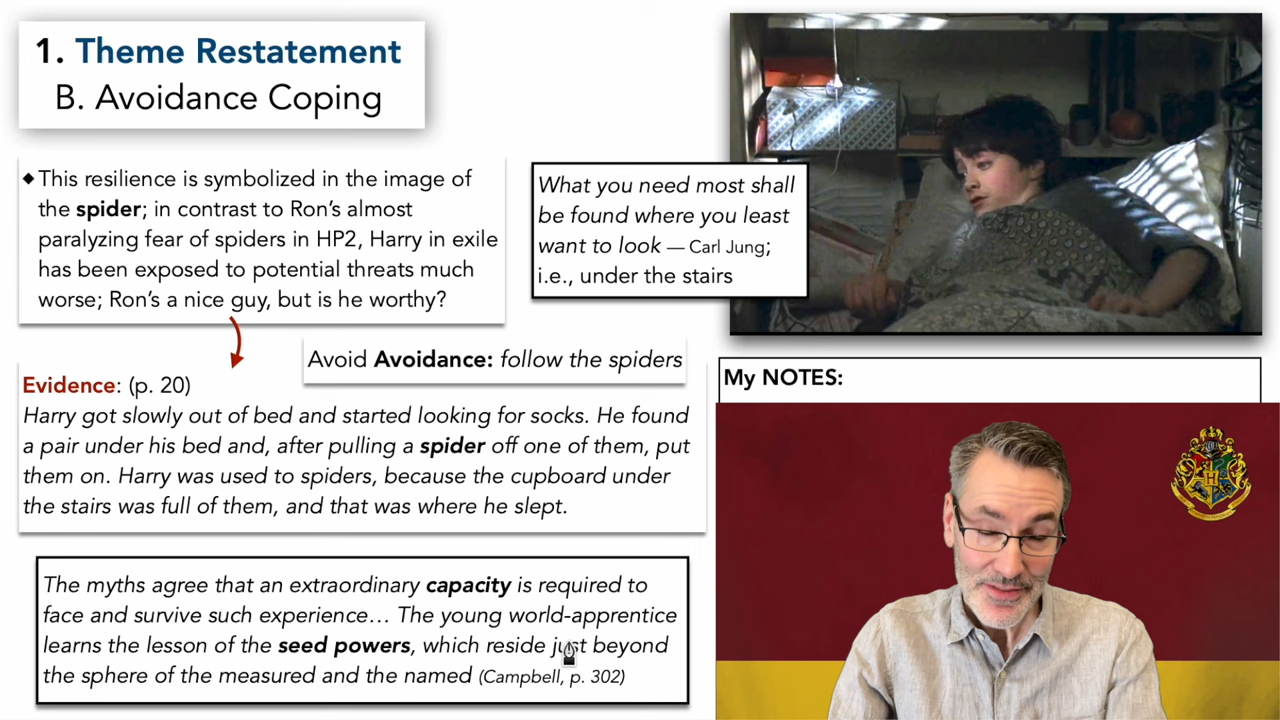 1. Theme Restatement
B. Avoidance Coping
◆ This resilience is symbolized in the image of
the spider; in contrast to Ron's almost
paralyzing fear of spiders in HP2, Harry in exile
has been exposed to potential threats much
worse; Ron's a nice guy, but is he worthy?
What you need most shall
be found where you least
want to look — Carl Jung;
i.e., under the stairs
Avoid Avoidance: follow the spiders
Evidence: (p. 20)
Harry got slowly out of bed and started looking for socks. He found
a pair under his bed and, after pulling a spider off one of them, put
them on. Harry was used to spiders, because the cupboard under
the stairs was full of them, and that was where he slept.
The myths agree that an extraordinary capacity is required to
face and survive such experience... The young world-apprentice
learns the lesson of the seed powers, which reside just beyond
the sphere of the measured and the named (Campbell, p. 302)
My NOTES:
H